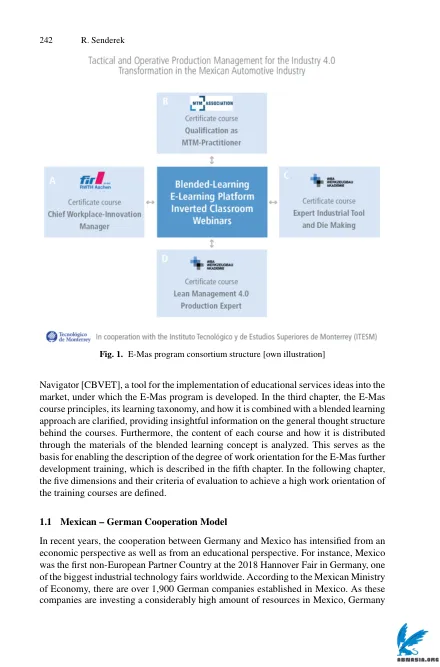 242 R. Senderek
Tactical and Operative Production Management for the Industry 4.0
Transformation in the Mexican Automotive Industry
B
MTM ASSOCIATION
Certificate course
Qualification as
MTM-Practitioner
A
fir
RWTH Aachen
Certificate course
Chief Workplace-Innovation
Manager
Blended-Learning
E-Learning Platform
Inverted Classroom
Webinars
C
WBA
WERKZEUGBAU
AKADEMIE
Certificate course
Expert Industrial Tool
and Die Making
D
WBA
WERKZEUGBAU
AKADEMIE
Certificate course
Lean Management 4.0
Production Expert
Tecnológico
de Monterrey
In cooperation with the Instituto Tecnológico y de Estudios Superiores de Monterrey (ITESM)
Fig. 1. E-Mas program consortium structure [own illustration]
Navigator [CBVET], a tool for the implementation of educational services ideas into the
market, under which the E-Mas program is developed. In the third chapter, the E-Mas
course principles, its learning taxonomy, and how it is combined with a blended learning
approach are clarified, providing insightful information on the general thought structure
behind the courses. Furthermore, the content of each course and how it is distributed
through the materials of the blended learning concept is analyzed. This serves as the
basis for enabling the description of the degree of work orientation for the E-Mas further
development training, which is described in the fifth chapter. In the following chapter,
the five dimensions and their criteria of evaluation to achieve a high work orientation of
the training courses are defined.
1.1 Mexican – German Cooperation Model
In recent years, the cooperation between Germany and Mexico has intensified from an
economic perspective as well as from an educational perspective. For instance, Mexico
was the first non-European Partner Country at the 2018 Hannover Fair in Germany, one
of the biggest industrial technology fairs worldwide. According to the Mexican Ministry
of Economy, there are over 1,900 German companies established in Mexico. As these
companies are investing a considerably high amount of resources in Mexico, Germany